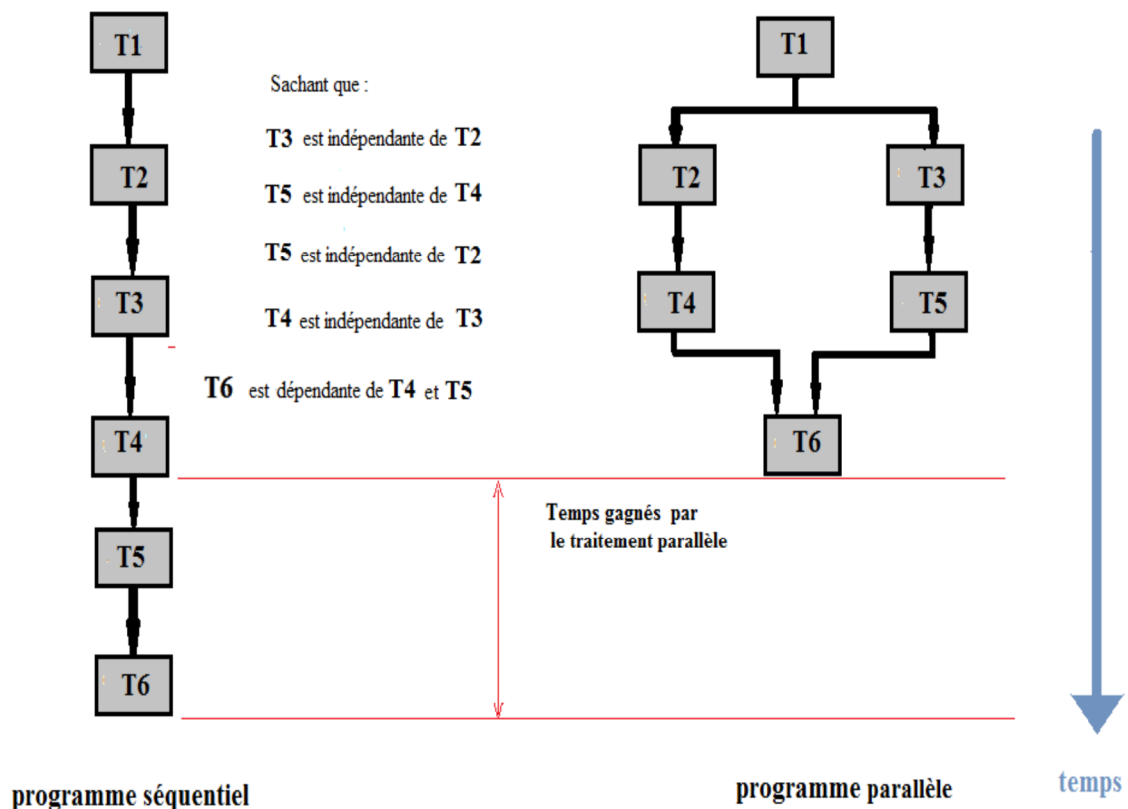 T1
T2
T3
T4
T5
T6
Sachant que :
T3 est indépendante de T2
T5 est indépendante de T4
T5 est indépendante de T2
T4 est indépendante de T3
T6 est dépendante de T4 et T5
T1
T2 T3
T4 T5
T6
Temps gagnés par
le traitement parallèle
programme séquentiel
programme parallèle
temps